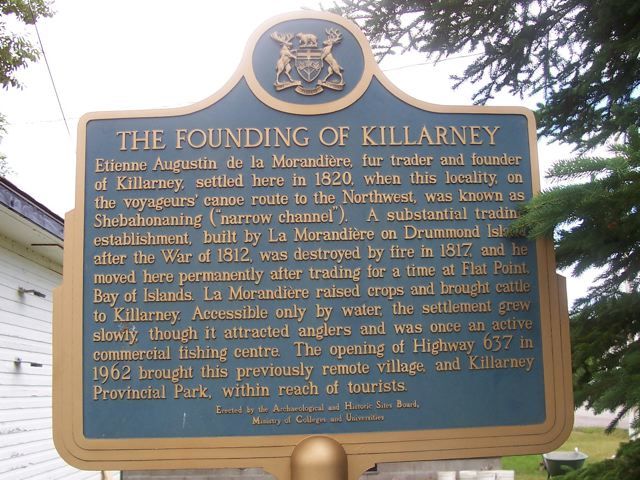 THE FOUNDING OF KILLARNEY
Etienne Augustin de la Morandière, fur trader and founder
of Killarney, settled here in 1820, when this locality, on
the voyageurs' canoe route to the Northwest, was known as
Shebahonaning ("narrow channel"). A substantial trading
establishment, built by La Morandière on Drummond Island
after the War of 1812, was destroyed by fire in 1817, and he
moved here permanently after trading for a time at Flat Point,
Bay of Islands. La Morandière raised crops and brought cattle
to Killarney. Accessible only by water, the settlement grew
slowly, though it attracted anglers and was once an active
commercial fishing centre. The opening of Highway 637 in
1962 brought this previously remote village, and Killarney
Provincial Park, within reach of tourists.
Erected by the Archaeological and Historic Sites Board,
Ministry of Colleges and Universities